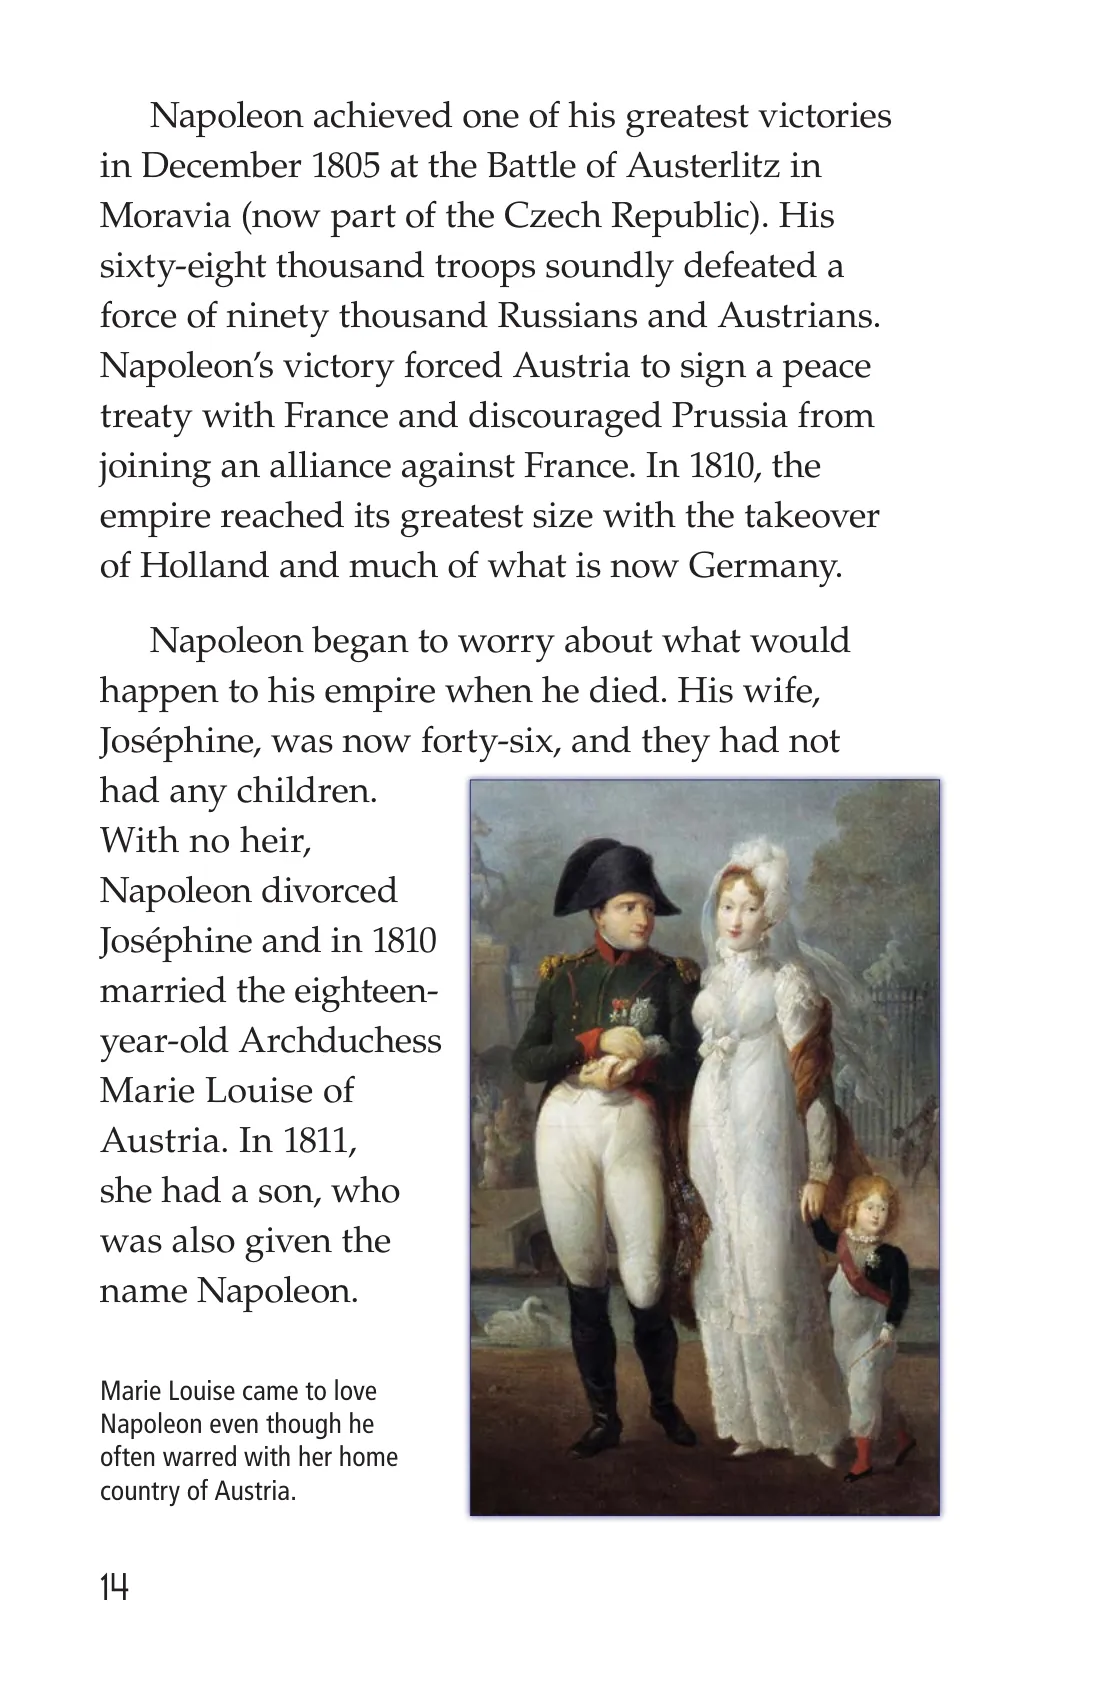 Napoleon achieved one of his greatest victories
in December 1805 at the Battle of Austerlitz in
Moravia (now part of the Czech Republic). His
sixty-eight thousand troops soundly defeated a
force of ninety thousand Russians and Austrians.
Napoleon’s victory forced Austria to sign a peace
treaty with France and discouraged Prussia from
joining an alliance against France. In 1810, the
empire reached its greatest size with the takeover
of Holland and much of what is now Germany.
Napoleon began to worry about what would
happen to his empire when he died. His wife,
Joséphine, was now forty-six, and they had not
had any children.
With no heir,
Napoleon divorced
Joséphine and in 1810
married the eighteen-
year-old Archduchess
Marie Louise of
Austria. In 1811,
she had a son, who
was also given the
name Napoleon.
Marie Louise came to love
Napoleon even though he
often warred with her home
country of Austria.
14